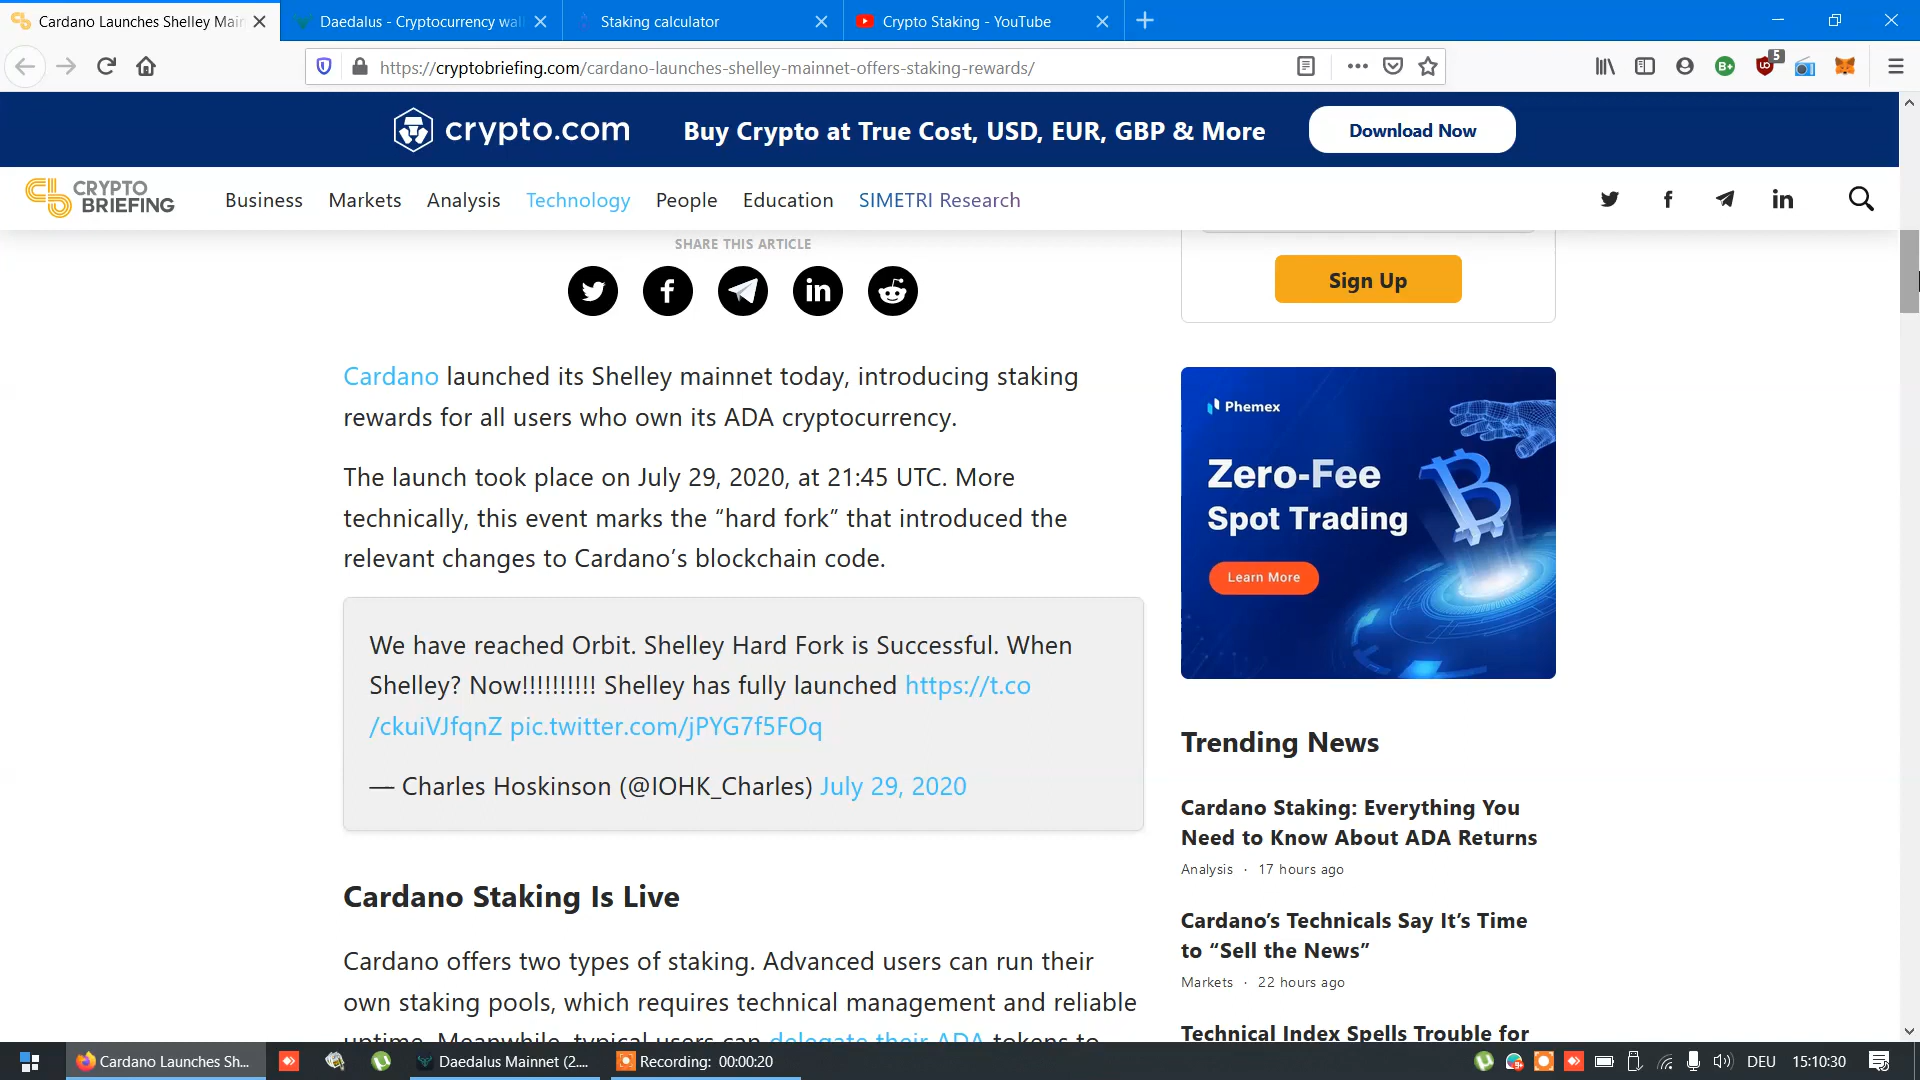 Cardano Launches Shelley Main
Daedalus - Cryptocurrency wal
Staking calculator
Crypto Staking - YouTube
https://cryptobriefing.com/cardano-launches-shelley-mainnet-offers-staking-rewards/
B+
5
crypto.com
Buy Crypto at True Cost, USD, EUR, GBP & More
Download Now
CRYPTO
BRIEFING
Business
Markets
Analysis
Technology
People
Education
SIMETRI Research
SHARE THIS ARTICLE
Sign Up
Cardano launched its Shelley mainnet today, introducing staking
rewards for all users who own its ADA cryptocurrency.
The launch took place on July 29, 2020, at 21:45 UTC. More
technically, this event marks the “hard fork” that introduced the
relevant changes to Cardano’s blockchain code.
We have reached Orbit. Shelley Hard Fork is Successful. When
Shelley? Now!!!!!!!!!! Shelley has fully launched https://t.co
/ckuiVJfqnZ pic.twitter.com/jPYG7f5FOq
— Charles Hoskinson (@IOHK_Charles) July 29, 2020
Cardano Staking Is Live
Cardano offers two types of staking. Advanced users can run their
own staking pools, which requires technical management and reliable
uptime. Meanwhile, typical users can delegate their ADA tokens to
Phemex
Zero-Fee
Spot Trading
Learn More
Trending News
Cardano Staking: Everything You
Need to Know About ADA Returns
Analysis · 17 hours ago
Cardano’s Technicals Say It’s Time
to “Sell the News”
Markets · 22 hours ago
Technical Index Spells Trouble for
Cardano Launches Sh...
Daedalus Mainnet (2....
Recording: 00:00:20
DEU
15:10:30